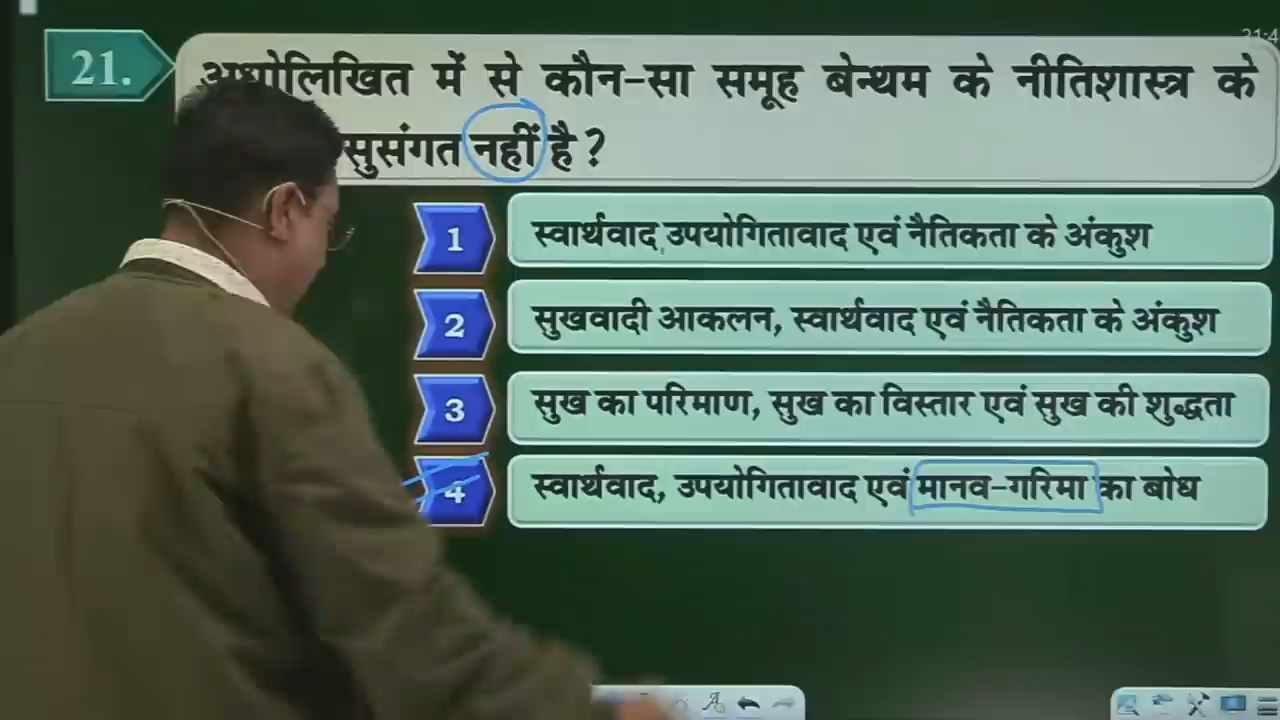 21.
अधोलिखित में से कौन-सा समूह बेन्थम के नीतिशास्त्र के
सुसंगत नहीं है ?
1 स्वार्थवाद, उपयोगितावाद एवं नैतिकता के अंकुश
2 सुखवादी आकलन, स्वार्थवाद एवं नैतिकता के अंकुश
3 सुख का परिमाण, सुख का विस्तार एवं सुख की शुद्धता
4 स्वार्थवाद, उपयोगितावाद एवं मानव-गरिमा का बोध